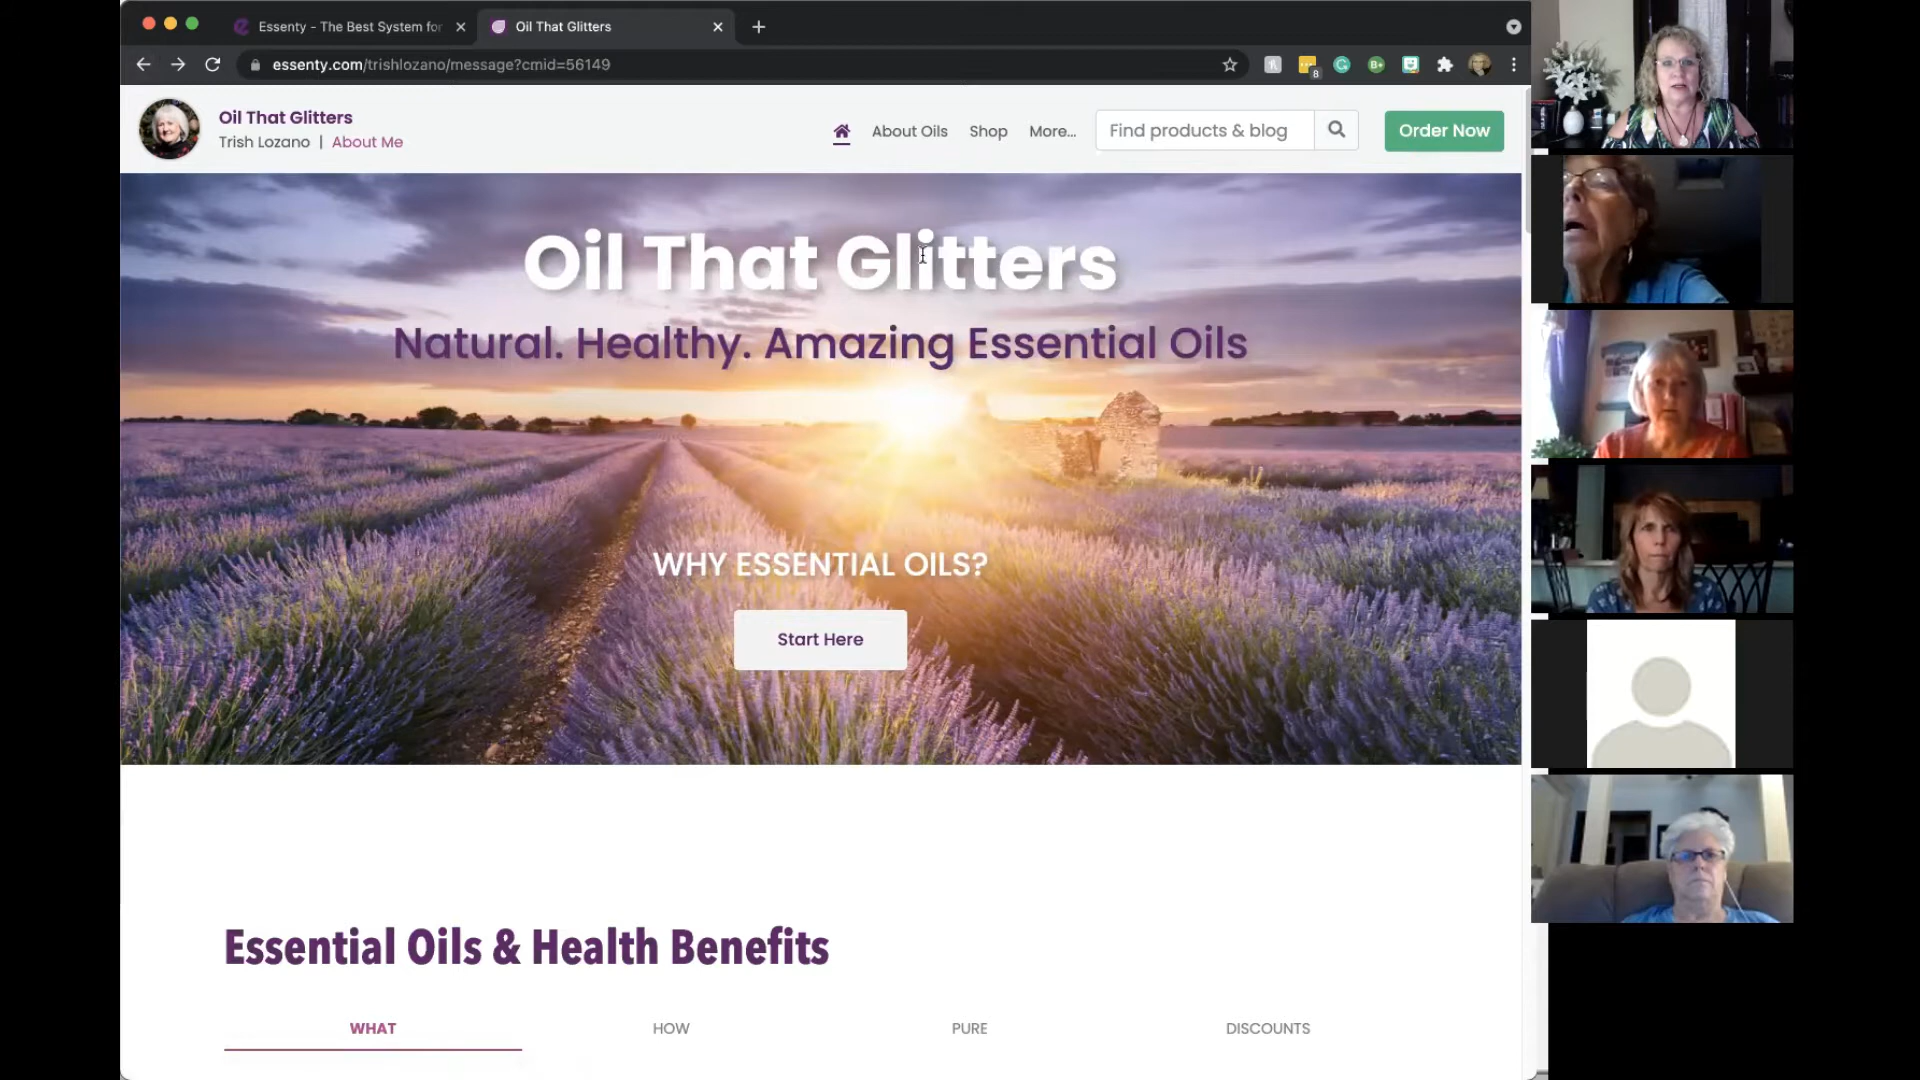 Essenty - The Best System for
Oil That Glitters
essenty.com/trishlozano/message?cmid=56149
8
B+
Oil That Glitters
Trish Lozano | About Me
About Oils
Shop
More...
Find products & blog
Order Now
Oil That Glitters
Natural. Healthy. Amazing Essential Oils
WHY ESSENTIAL OILS?
Start Here
Essential Oils & Health Benefits
WHAT
HOW
PURE
DISCOUNTS